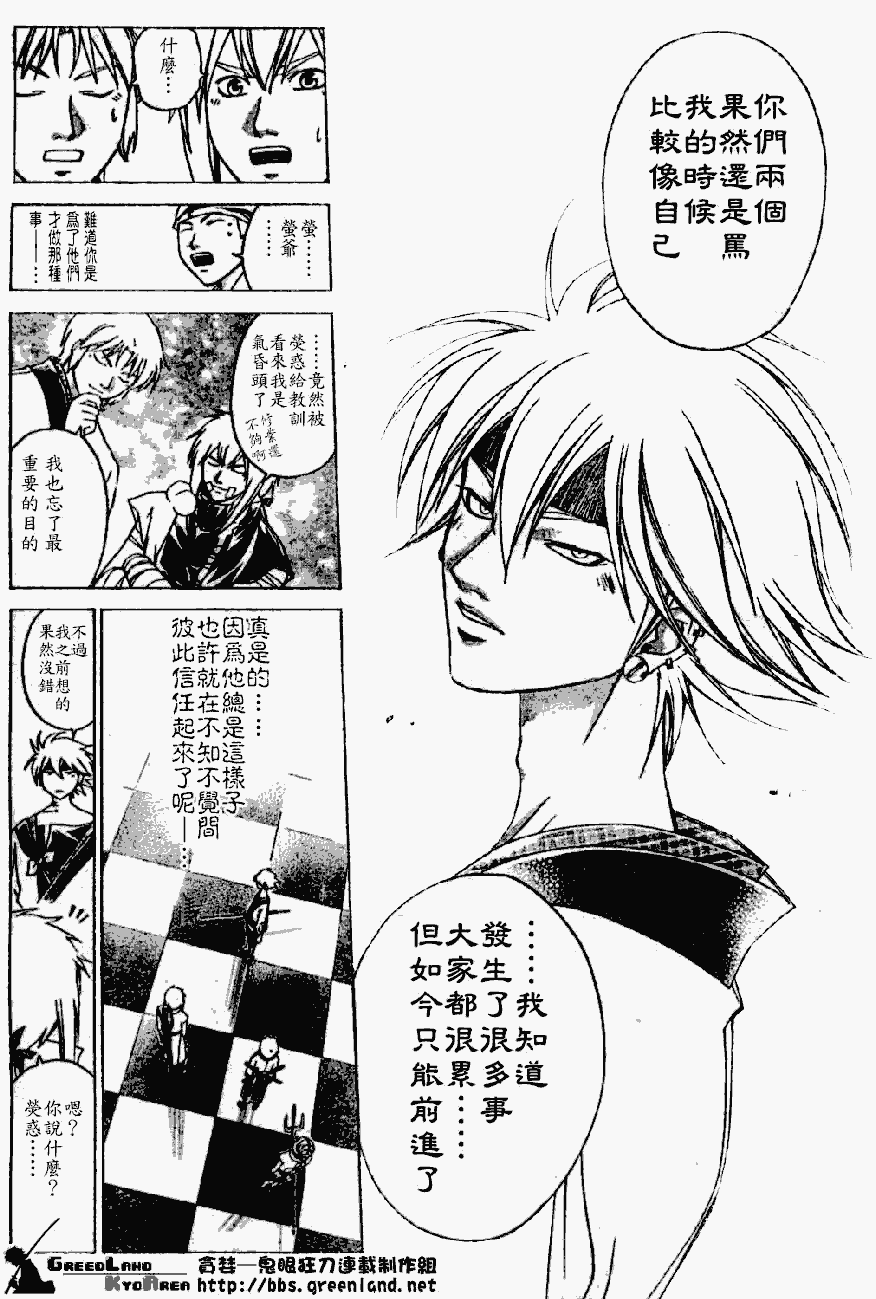 你們兩個
果然還是罵
我的時候
比較像自己
……我知道
發生了很多事
大家都很累……
但如今只能前進了
什麼…
螢……
螢爺
……
難道你是
為了他們
才做那種
事——…
……竟然被
熒惑給教訓
看來我是
氣昏頭了
修業還
不夠啊
我也忘了最
重要的目的
真是的……
因為他總是這樣子
也許就在不知不覺間
彼此信任起來了呢——…
不過
我之前想的
果然沒錯
嗯？
你說什麼？
熒惑……
GREEDLAND
KYOAREA
貪婪—鬼眼狂刀連載制作組
http://bbs.greenland.net